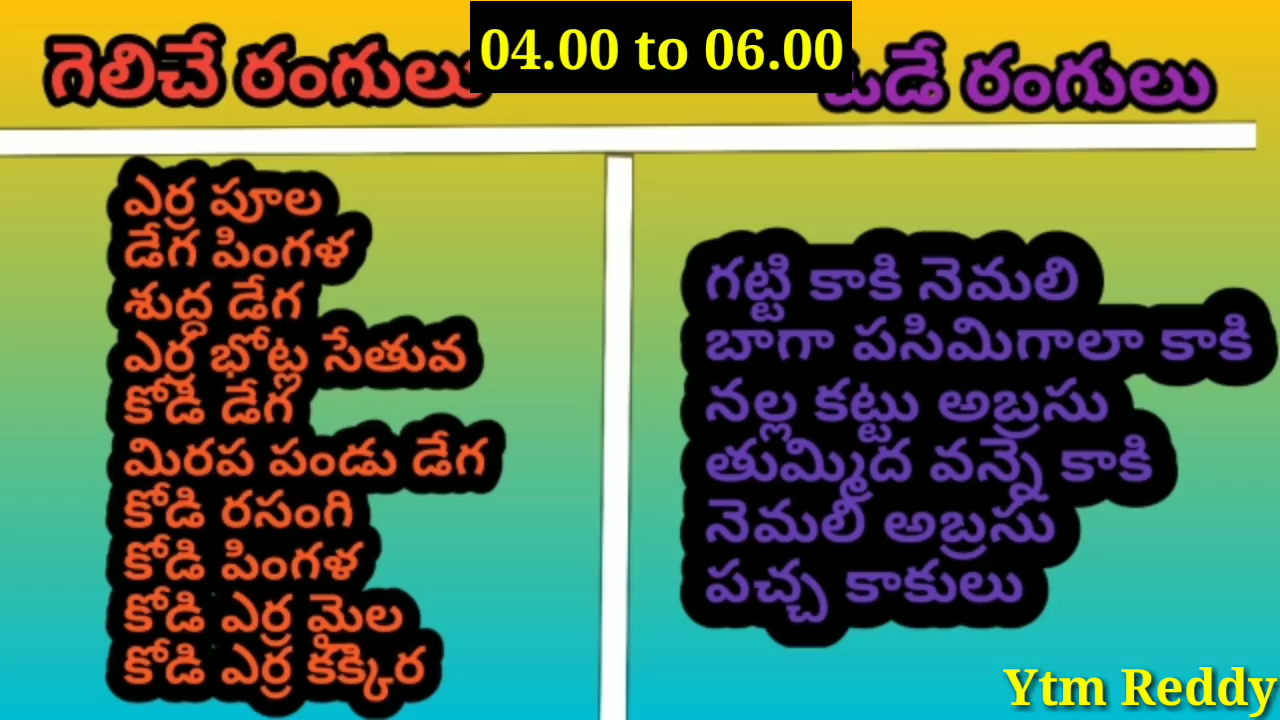 గెలిచే రంగులు
04.00 to 06.00
ఓడే రంగులు
ఎర్ర పూల
డేగ పింగళ
శుద్ధ డేగ
ఎర్ర భోట్ల సేతువ
కోడి డేగ
మిరప పండు డేగ
కోడి రసంగి
కోడి పింగళ
కోడి ఎర్ర మైల
కోడి ఎర్ర కక్కిర
గట్టి కాకి నెమలి
బాగా పసిమిగాలా కాకి
నల్ల కట్టు అబ్రసు
తుమ్మిద వన్నె కాకి
నెమలి అబ్రసు
పచ్చ కాకులు
Ytm Reddy